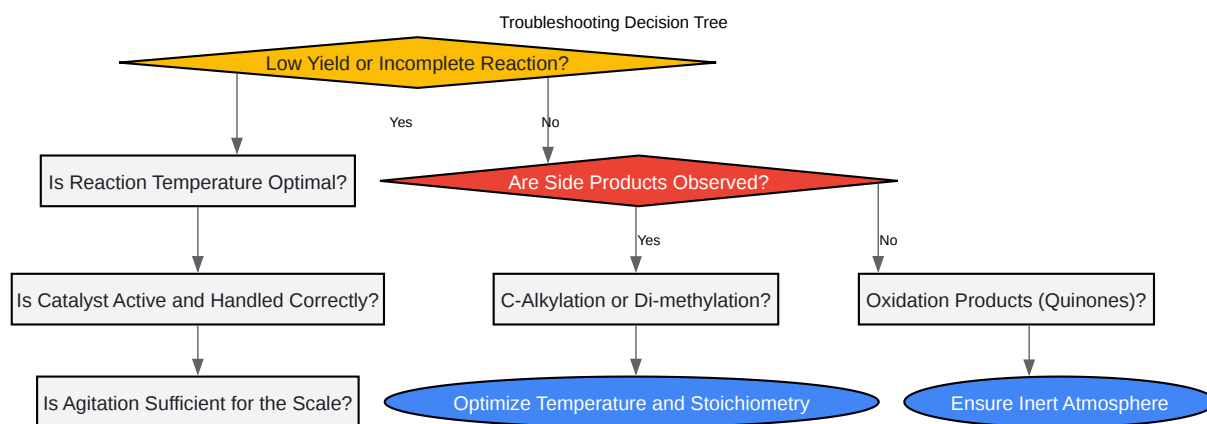 Troubleshooting Decision Tree
Low Yield or Incomplete Reaction?
Yes
No
Is Reaction Temperature Optimal?
Are Side Products Observed?
Yes
No
Is Catalyst Active and Handled Correctly?
C-Alkylation or Di-methylation?
Oxidation Products (Quinones)?
Is Agitation Sufficient for the Scale?
Optimize Temperature and Stoichiometry
Ensure Inert Atmosphere